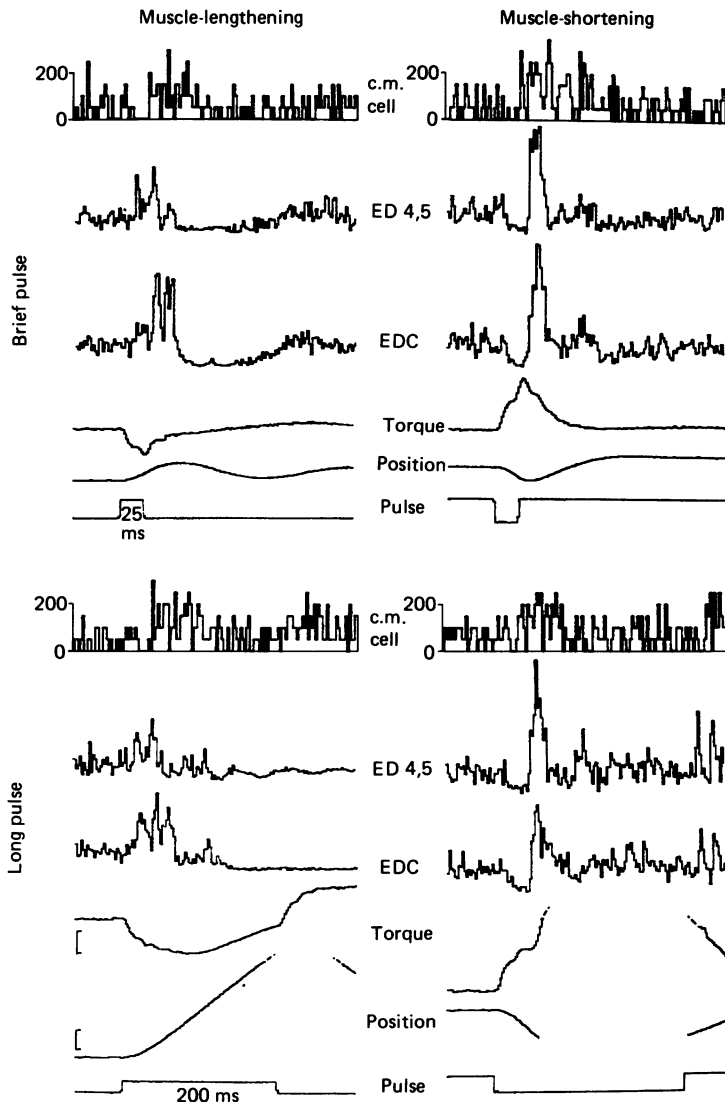 Muscle-lengthening
Muscle-shortening
Brief pulse
200
0
c.m.
cell
200
0
ED 4,5
EDC
Torque
Position
Pulse
25
ms
Long pulse
200
0
c.m.
cell
200
0
ED 4,5
EDC
Torque
Position
Pulse
200 ms